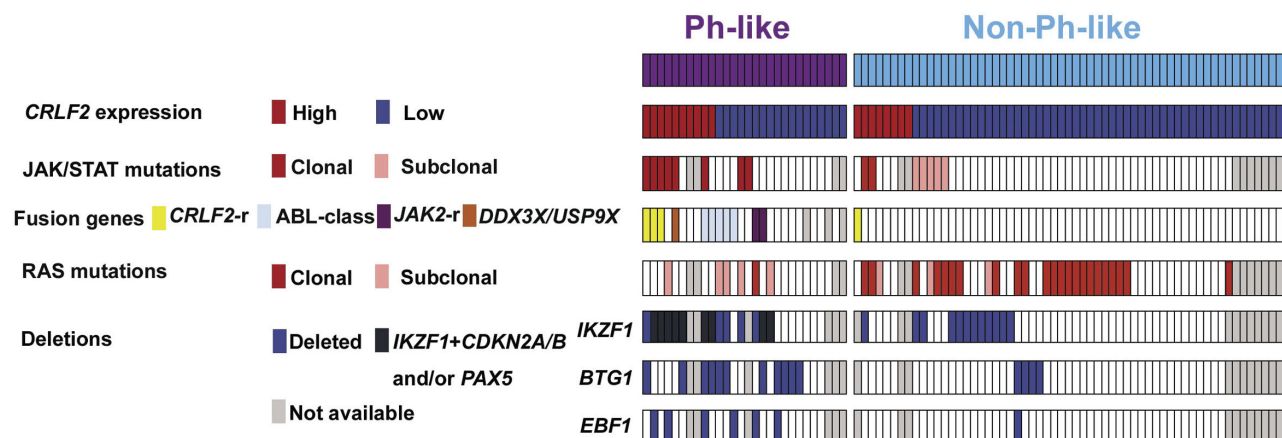 Ph-like Non-Ph-like
CRLF2 expression High Low
JAK/STAT mutations Clonal Subclonal
Fusion genes CRLF2-r ABL-class JAK2-r DDX3X/USP9X
RAS mutations Clonal Subclonal
Deletions Deleted IKZF1+CDKN2A/B IKZF1
and/or PAX5 BTG1
Not available EBF1